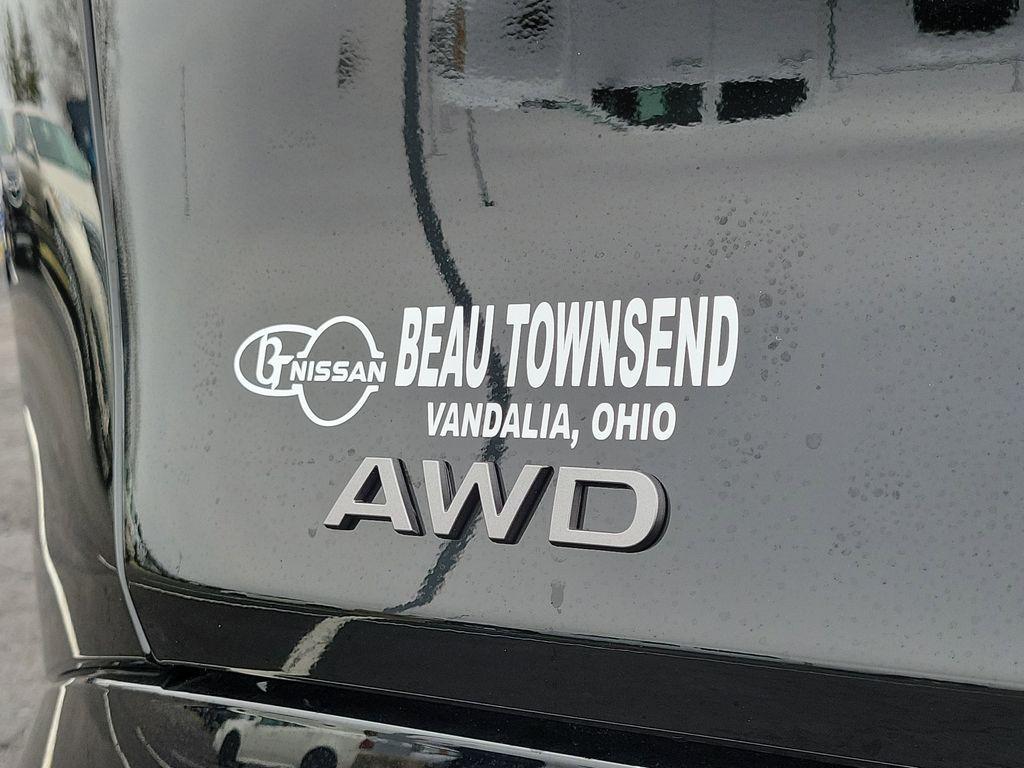 BT NISSAN BEAU TOWNSEND
VANDALIA, OHIO
AWD